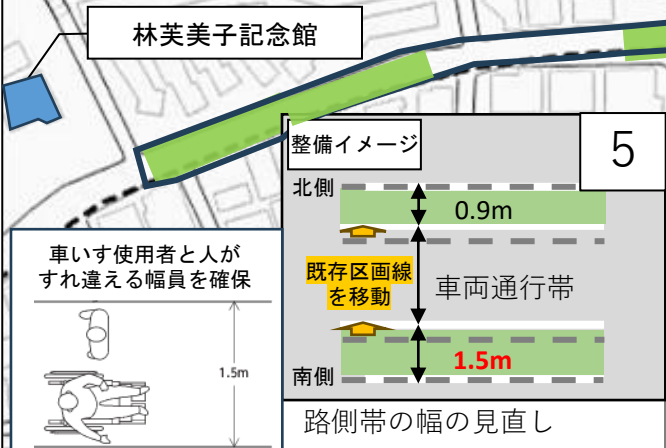 林芙美子記念館
整備イメージ
5
北側
0.9m
既存区画線
を移動
車両通行帯
1.5m
南側
路側帯の幅の見直し
車いす使用者と人が
すれ違える幅員を確保
1.5m